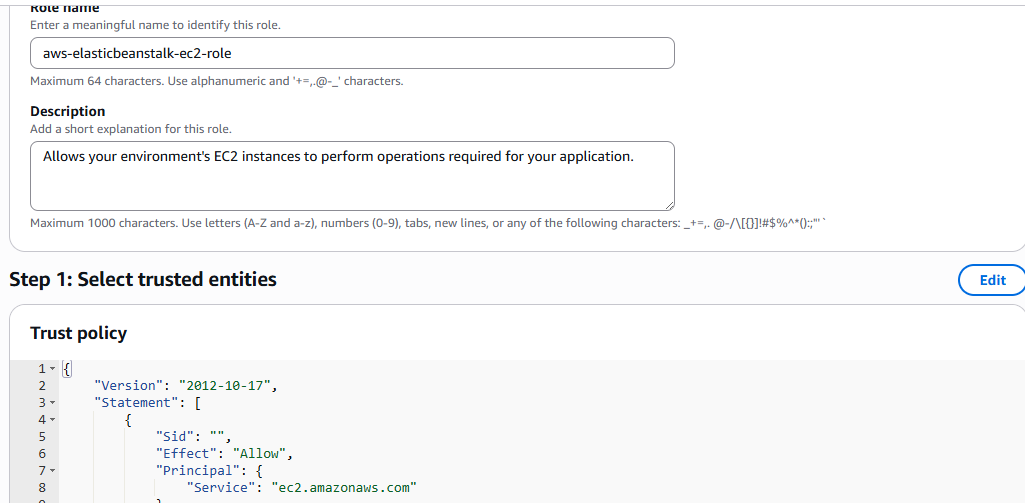 Role name
Enter a meaningful name to identify this role.
aws-elasticbeanstalk-ec2-role
Maximum 64 characters. Use alphanumeric and '+=,.@-_' characters.
Description
Add a short explanation for this role.
Allows your environment's EC2 instances to perform operations required for your application.
Maximum 1000 characters. Use letters (A-Z and a-z), numbers (0-9), tabs, new lines, or any of the following characters: _+=,. @-/\[{}]!#$%^*();:"'`
Step 1: Select trusted entities
Edit
Trust policy
1 {
2 "Version": "2012-10-17",
3 "Statement": [
4 {
5 "Sid": "",
6 "Effect": "Allow",
7 "Principal": {
8 "Service": "ec2.amazonaws.com"